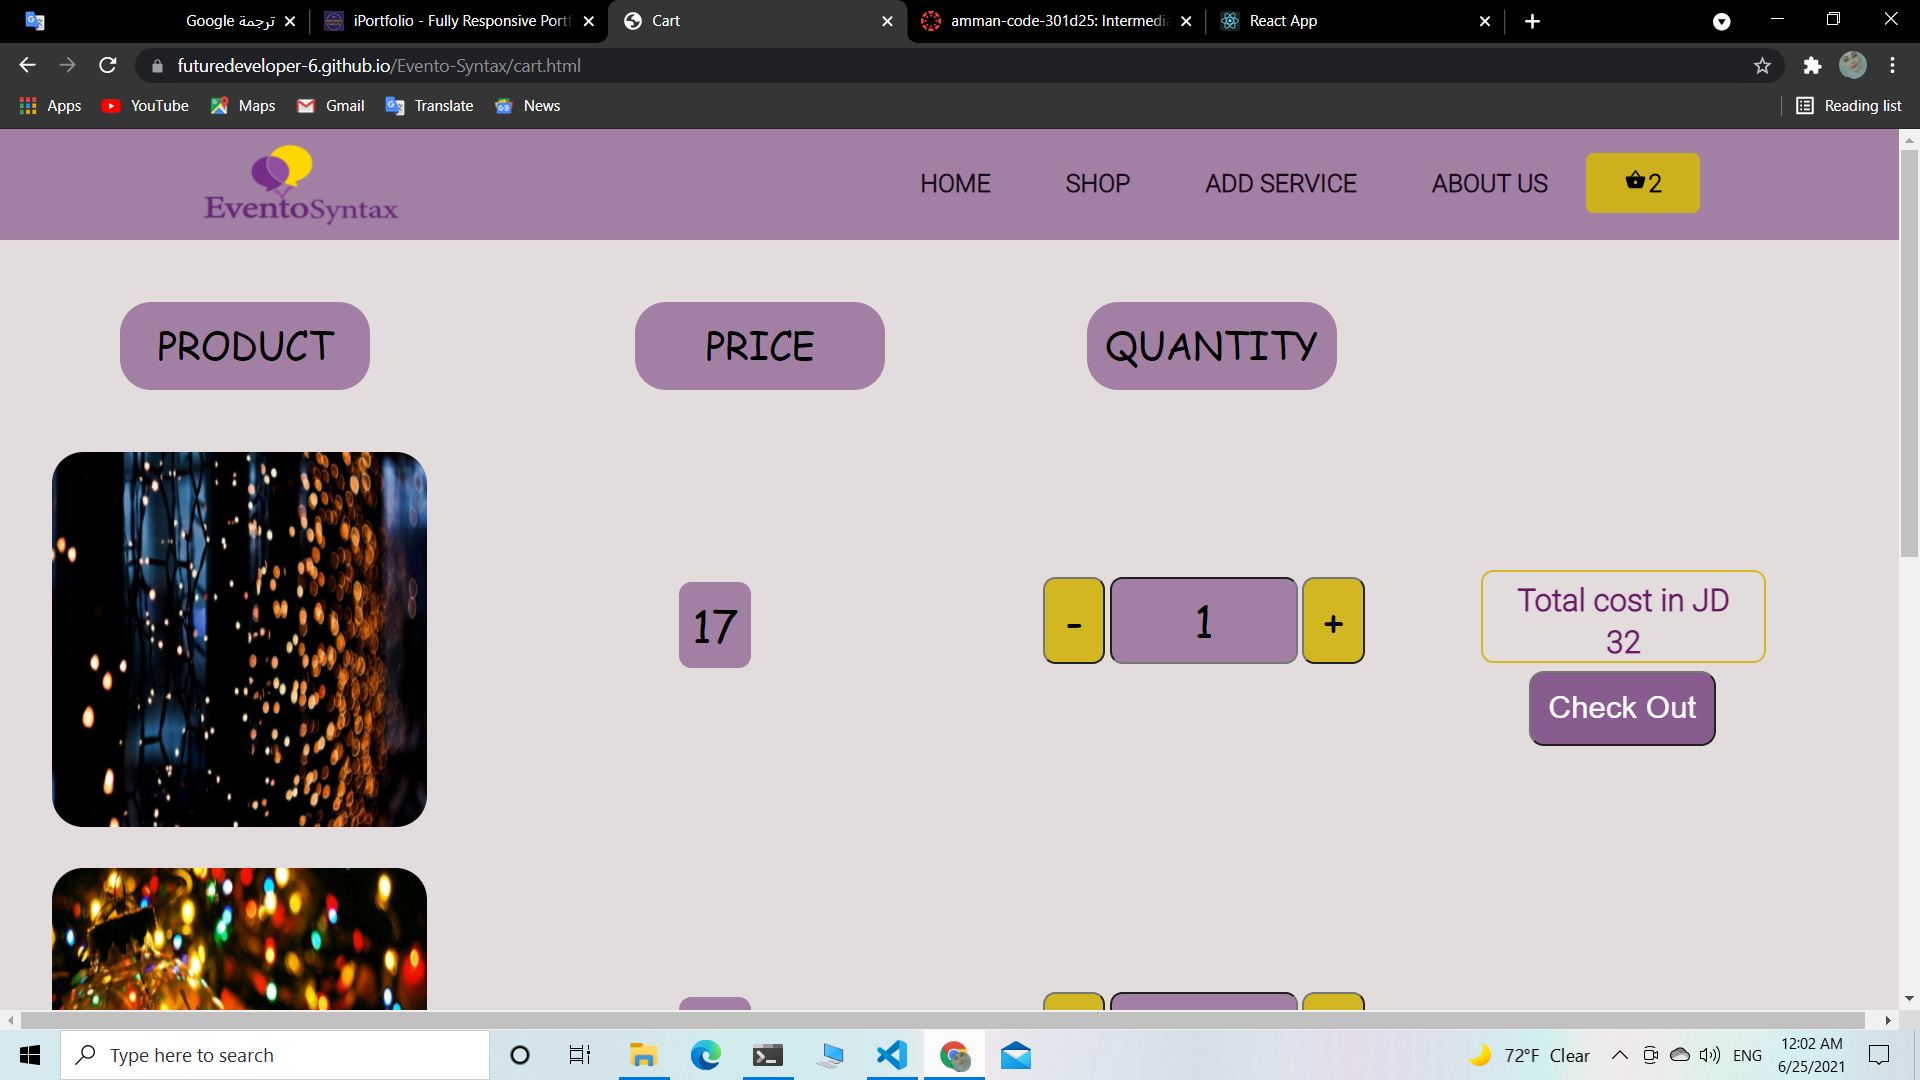 ترجمة Google
iPortfolio - Fully Responsive Portf
Cart
amman-code-301d25: Intermedia
React App
futuredeveloper-6.github.io/Evento-Syntax/cart.html
Apps
YouTube
Maps
Gmail
Translate
News
Reading list
EventoSyntax
HOME
SHOP
ADD SERVICE
ABOUT US
2
PRODUCT
PRICE
QUANTITY
17
-
1
+
Total cost in JD
32
Check Out
Type here to search
72°F Clear
ENG
12:02 AM
6/25/2021